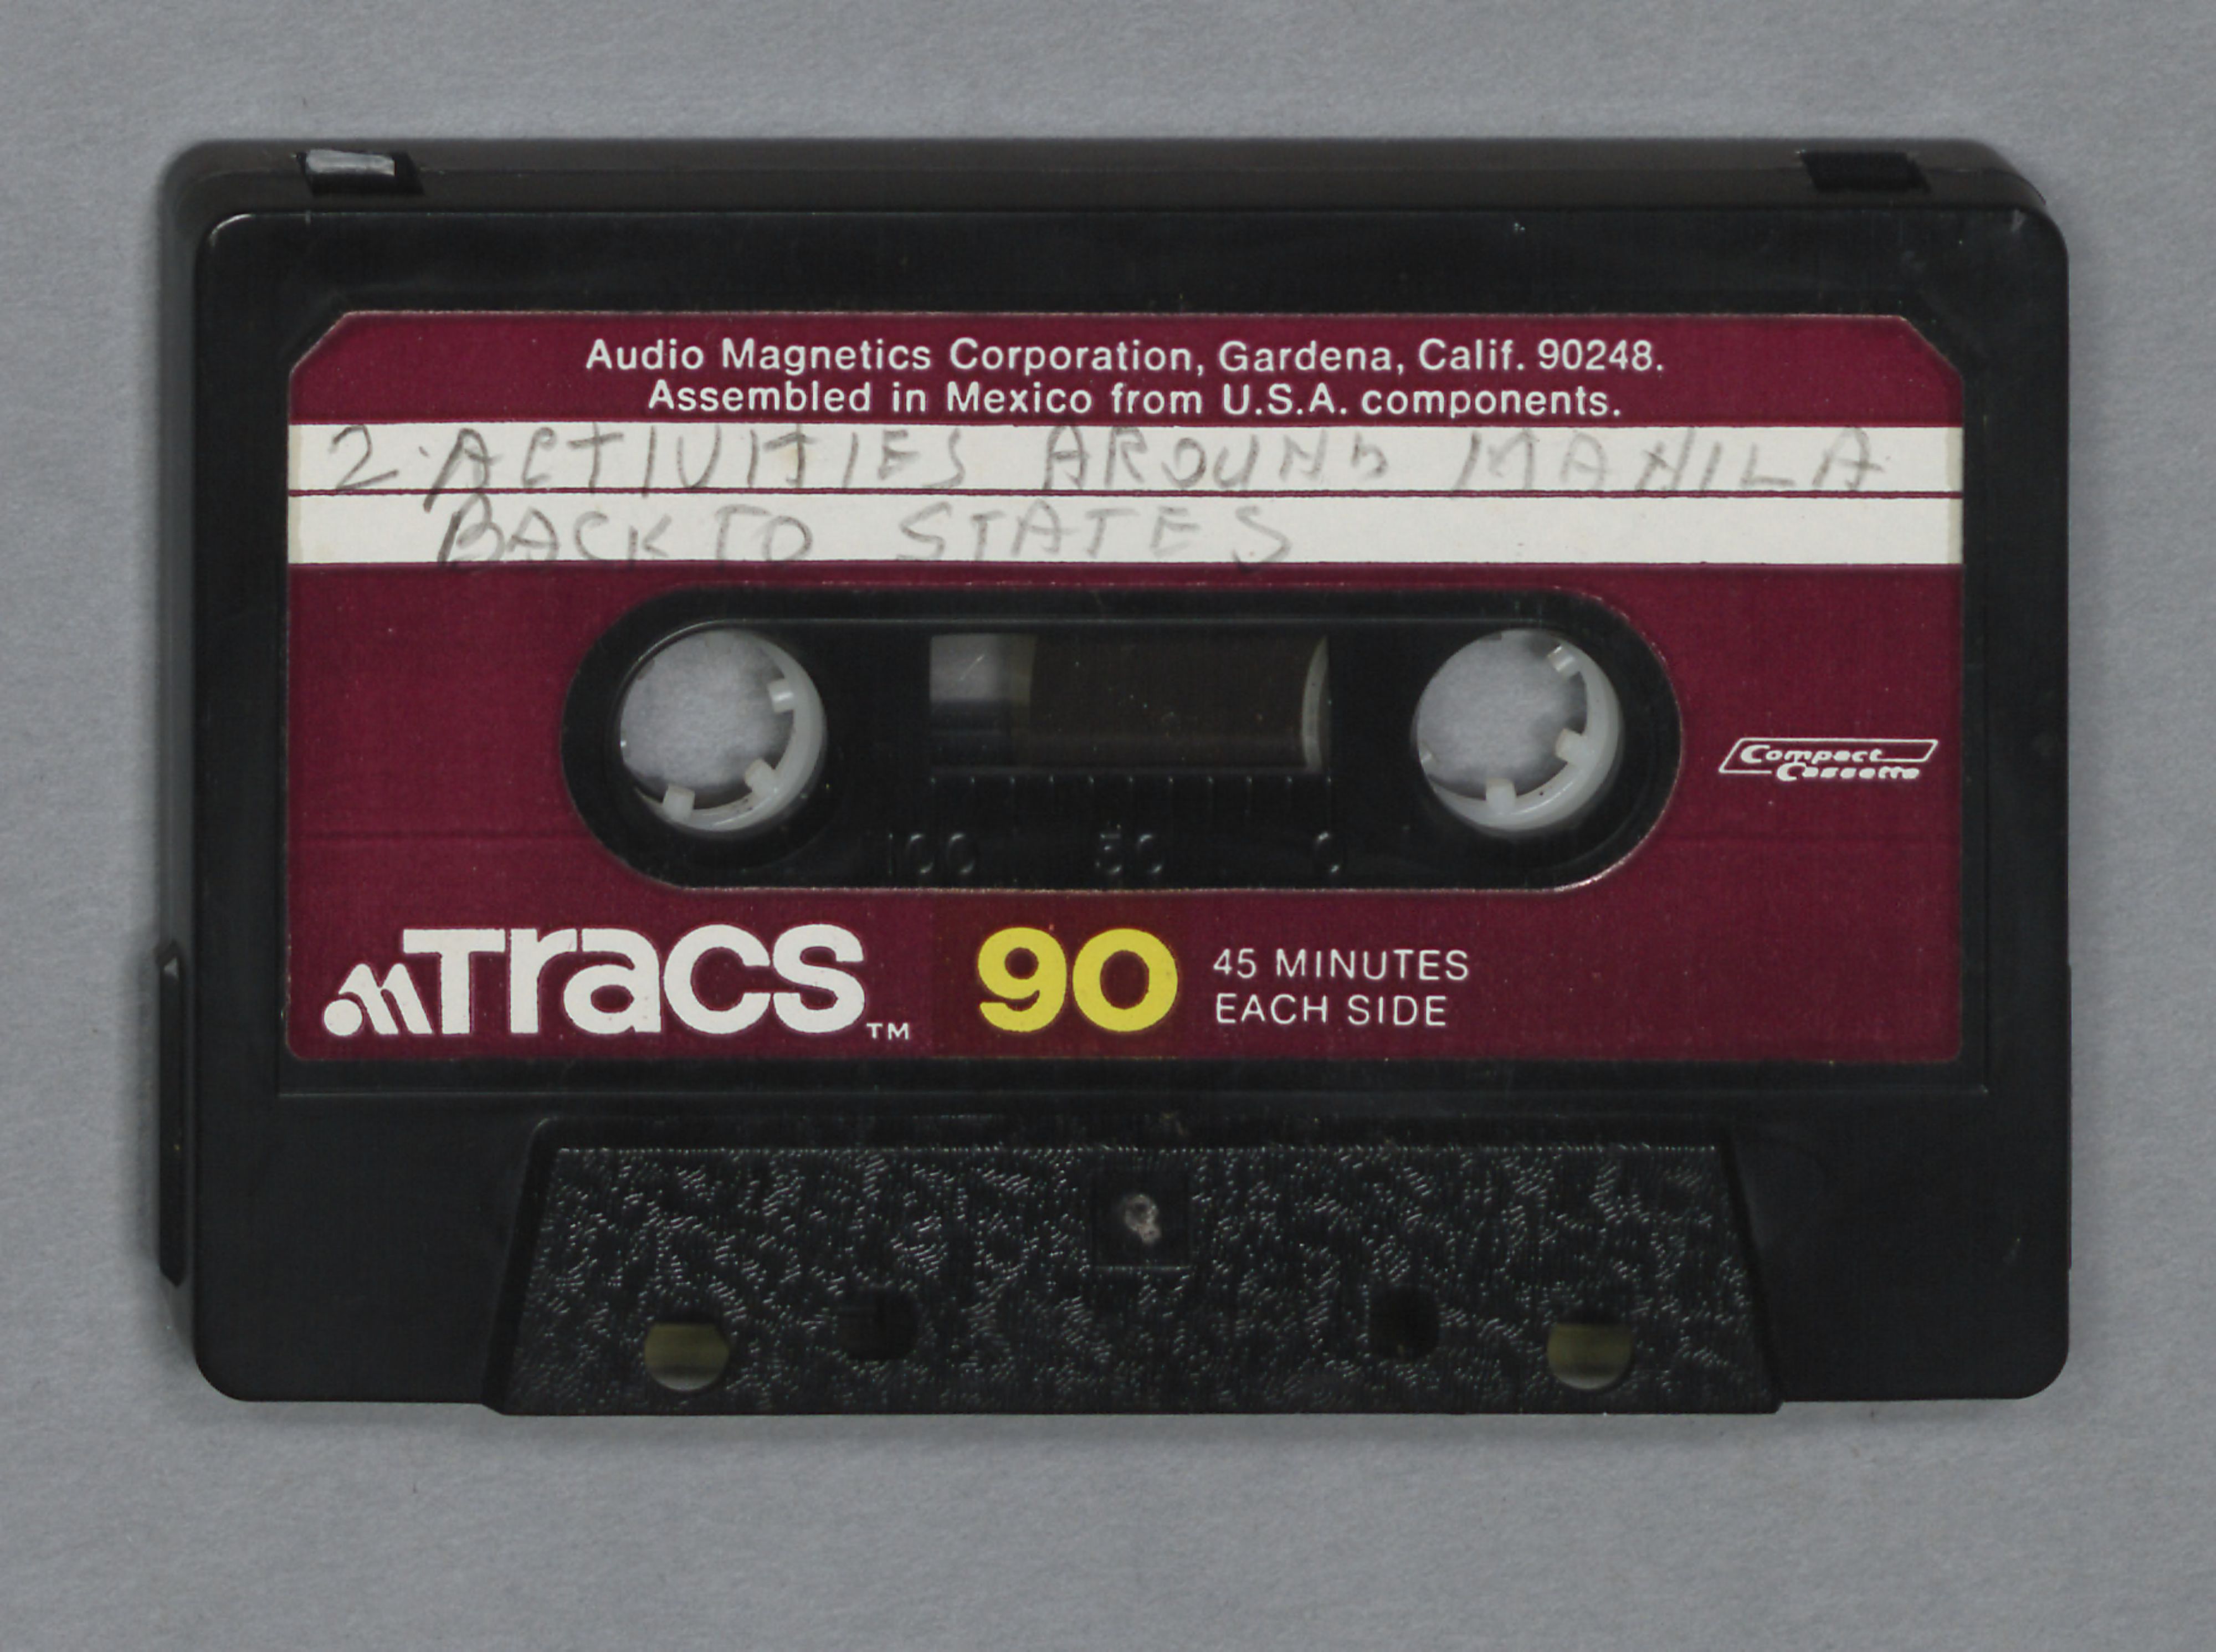 Audio Magnetics Corporation, Gardena, Calif. 90248.
Assembled in Mexico from U.S.A. components.
2. ACTIVITIES AROUND MANILA
BACK TO STATES
Compact
Cassette
100 50 0
TRacs TM 90 45 MINUTES
EACH SIDE